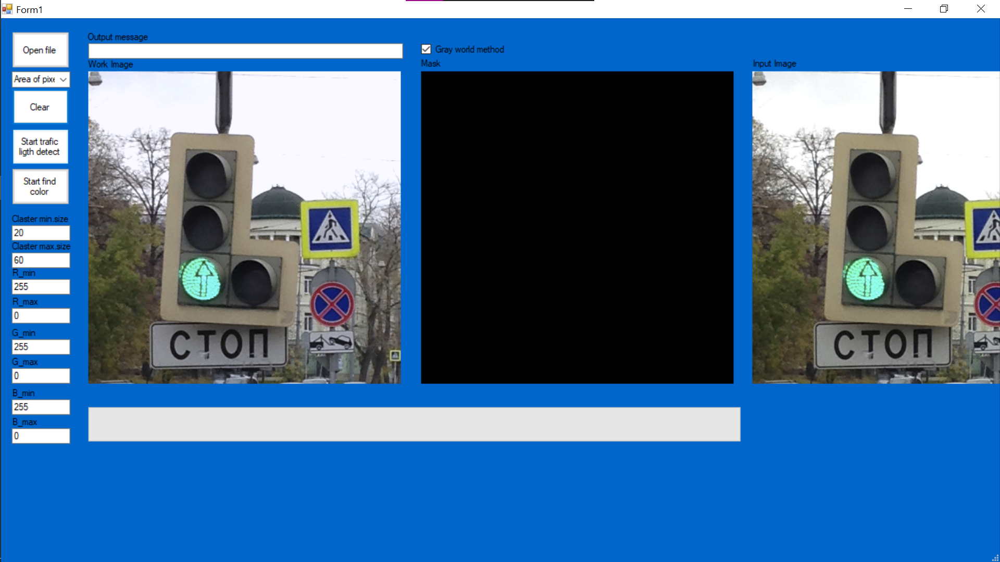 Form1
Open file
Area of pixe
Clear
Start trafic
ligth detect
Start find
color
Claster min.size
20
Claster max.size
60
R_min
255
R_max
0
G_min
255
G_max
0
B_min
255
B_max
0
Output message
Work Image
СТОП
Gray world method
Mask
Input Image
СТОП